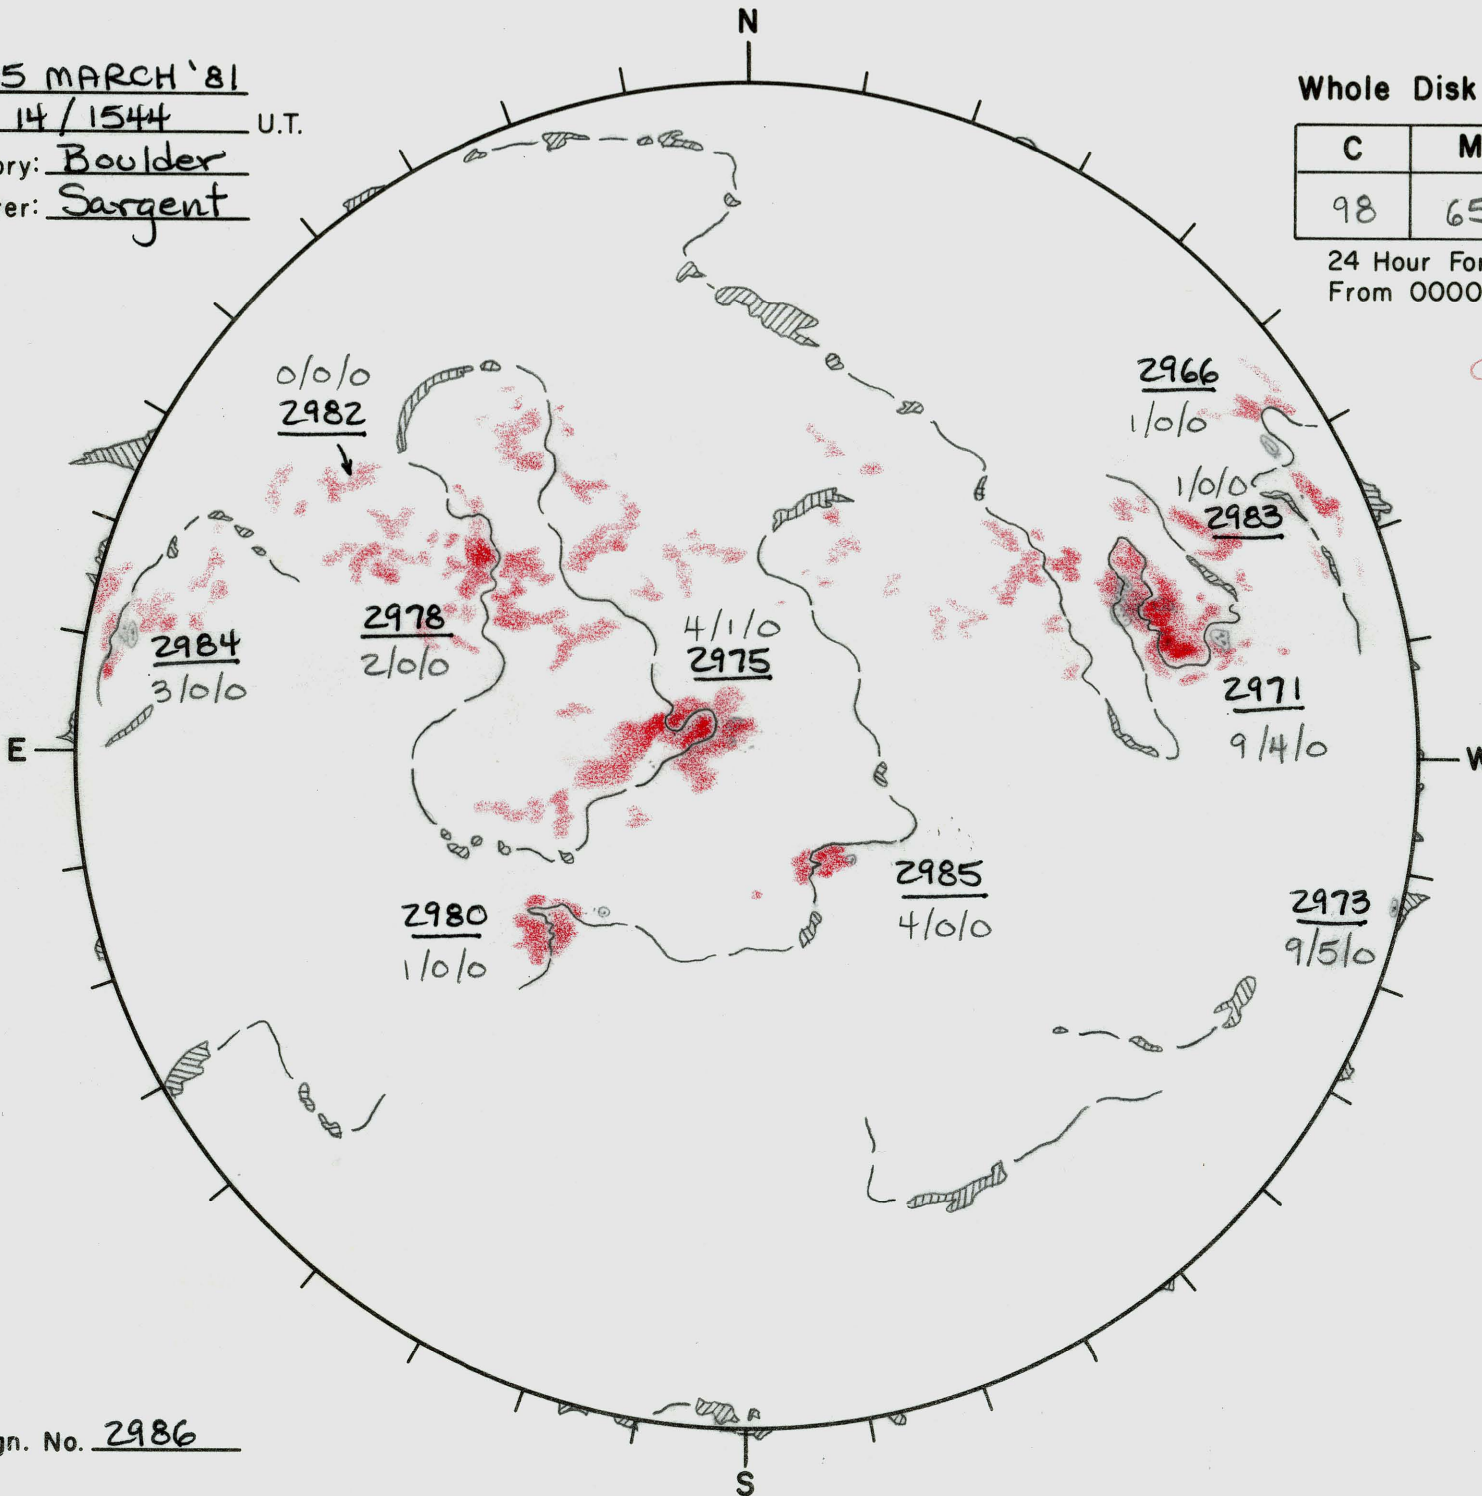 N
5 MARCH '81
14/1544 U.T.
ory: Boulder
er: Sargent
Whole Disk
C M
98 65
24 Hour For
From 0000
0/0/0
2982
2966
1/0/0
1/0/0
2983
2978
2/0/0
4/1/0
2975
2984
3/0/0
2971
9/4/0
E
W
2985
4/0/0
2980
1/0/0
2973
9/5/0
gn. No. 2986
S